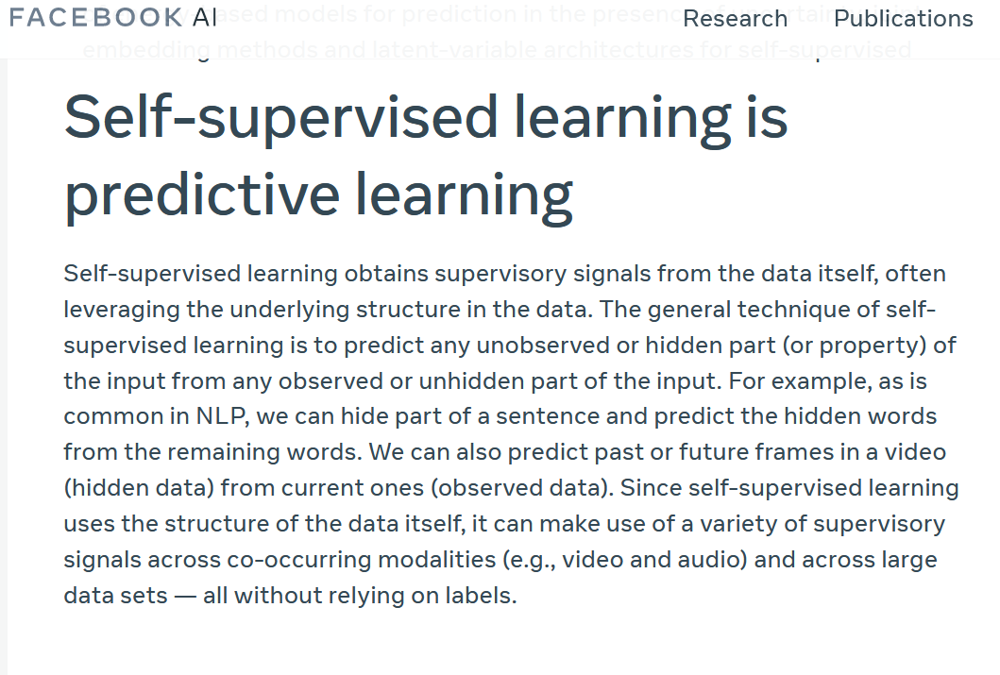 FACEBOOK AI
Research
Publications
based models for prediction in the presence of uncertainty, joint
embedding methods and latent-variable architectures for self-supervised
Self-supervised learning is
predictive learning
Self-supervised learning obtains supervisory signals from the data itself, often
leveraging the underlying structure in the data. The general technique of self-
supervised learning is to predict any unobserved or hidden part (or property) of
the input from any observed or unhidden part of the input. For example, as is
common in NLP, we can hide part of a sentence and predict the hidden words
from the remaining words. We can also predict past or future frames in a video
(hidden data) from current ones (observed data). Since self-supervised learning
uses the structure of the data itself, it can make use of a variety of supervisory
signals across co-occurring modalities (e.g., video and audio) and across large
data sets — all without relying on labels.